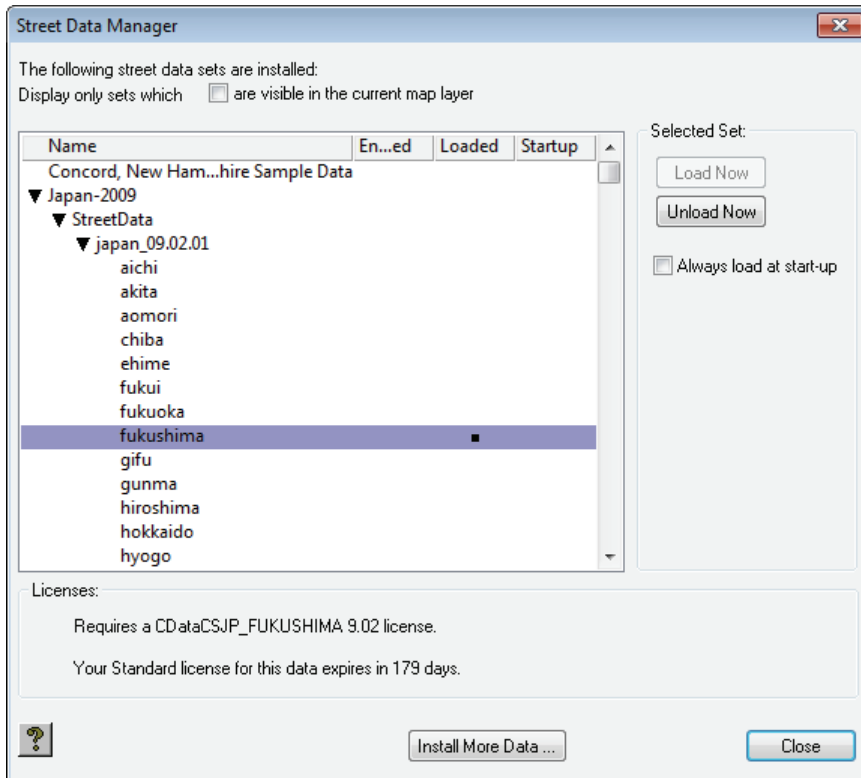 Street Data Manager
The following street data sets are installed:
Display only sets which are visible in the current map layer
Name En...ed Loaded Startup
Concord, New Ham...hire Sample Data
Japan-2009
StreetData
japan_09.02.01
aichi
akita
aomori
chiba
ehime
fukui
fukuoka
fukushima
gifu
gunma
hiroshima
hokkaido
hyogo
Selected Set:
Load Now
Unload Now
Always load at start-up
Licenses:
Requires a CDataCSJP_FUKUSHIMA 9.02 license.
Your Standard license for this data expires in 179 days.
?
Install More Data ...
Close